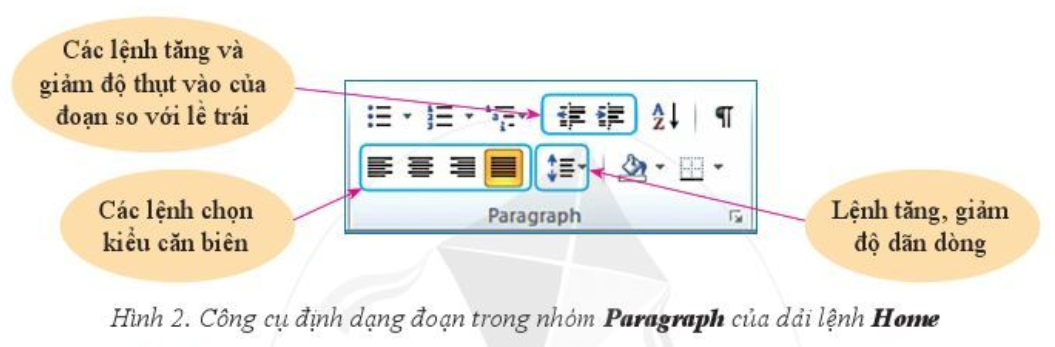 Các lệnh tăng và
giảm độ thụt vào của
đoạn so với lề trái
Các lệnh chọn
kiểu căn biên
Paragraph
Lệnh tăng, giảm
độ dãn dòng
Hình 2. Công cụ định dạng đoạn trong nhóm Paragraph của dải lệnh Home